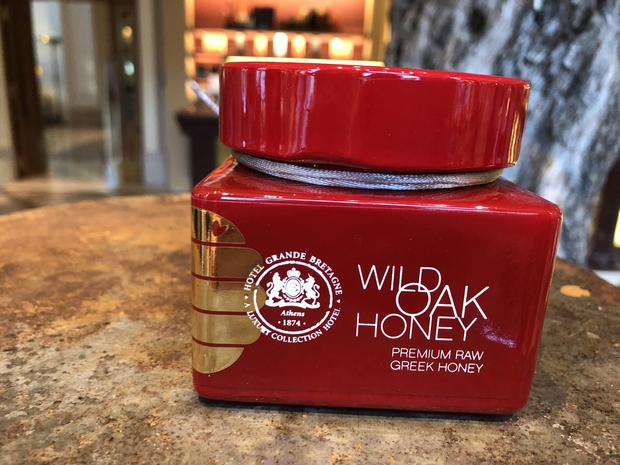 HOTEL GRANDE BRETAGNE
Athens
· 1874 ·
A LUXURY COLLECTION HOTEL
WILD
OAK
HONEY
PREMIUM RAW
GREEK HONEY